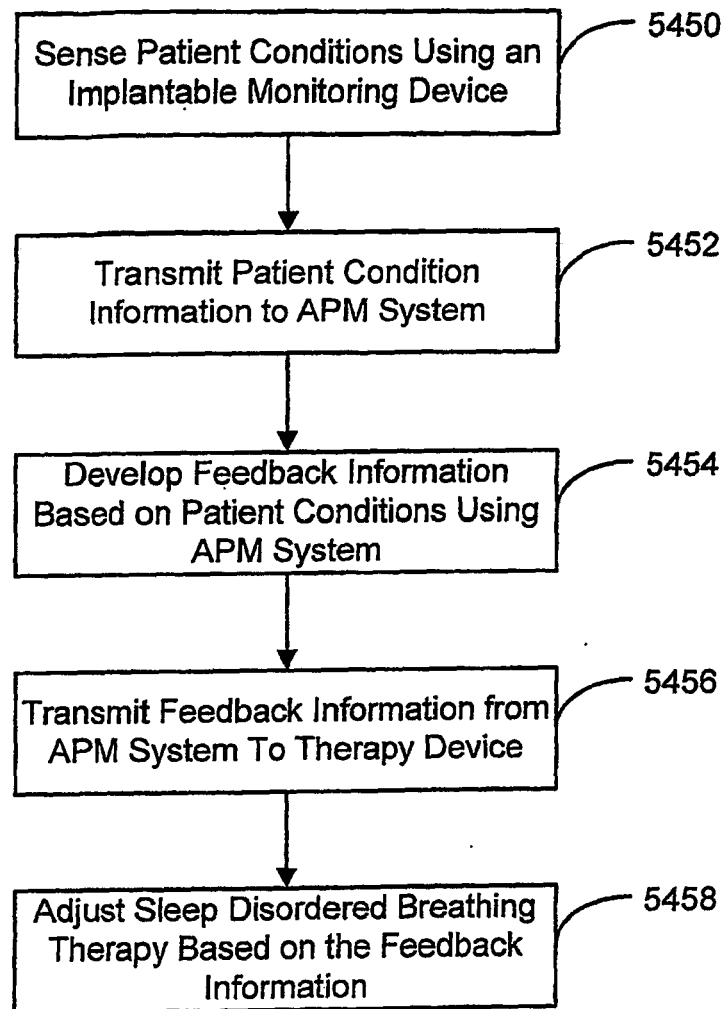 5450
Sense Patient Conditions Using an
Implantable Monitoring Device
5452
Transmit Patient Condition
Information to APM System
5454
Develop Feedback Information
Based on Patient Conditions Using
APM System
5456
Transmit Feedback Information from
APM System To Therapy Device
5458
Adjust Sleep Disordered Breathing
Therapy Based on the Feedback
Information